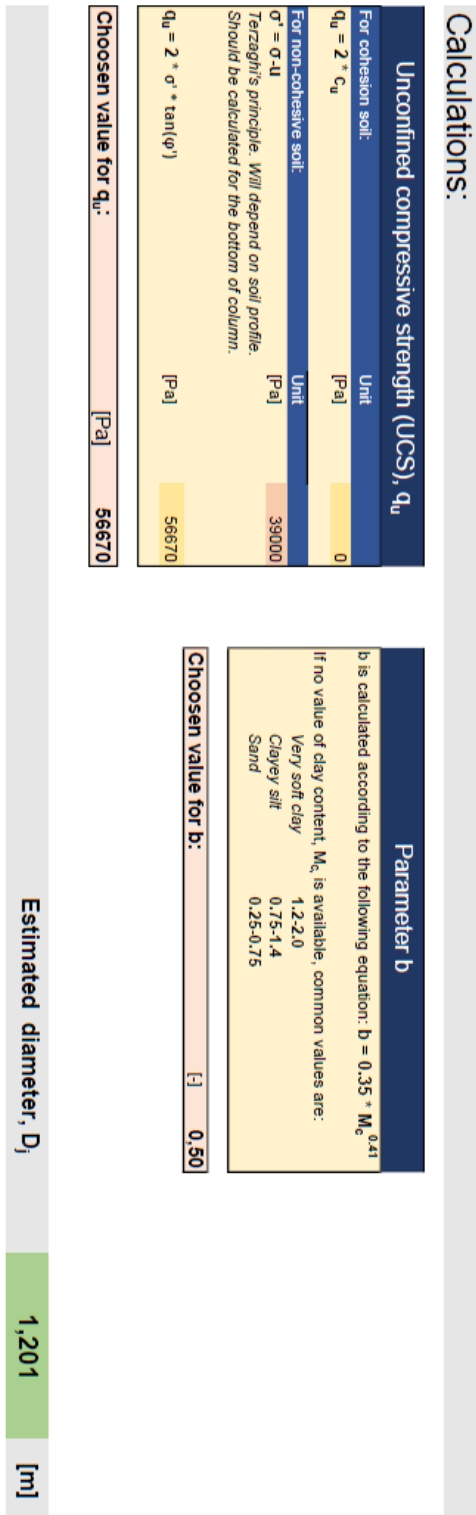 Calculations:
Unconfined compressive strength (UCS), qu
For cohesion soil: Unit
qu = 2 * cu [Pa] 0
For non-cohesive soil: Unit
σ' = σ-u [Pa] 39000
Terzaghi's principle. Will depend on soil profile.
Should be calculated for the bottom of column.
qu = 2 * σ' * tan(φ') [Pa] 56670
Choosen value for qu: [Pa] 56670
Parameter b
b is calculated according to the following equation: b = 0.35 * Mc^0.41
If no value of clay content, Mc, is available, common values are:
Very soft clay 1.2-2.0
Clayey silt 0.75-1.4
Sand 0.25-0.75
Choosen value for b: [-] 0,50
Estimated diameter, Dj 1,201 [m]